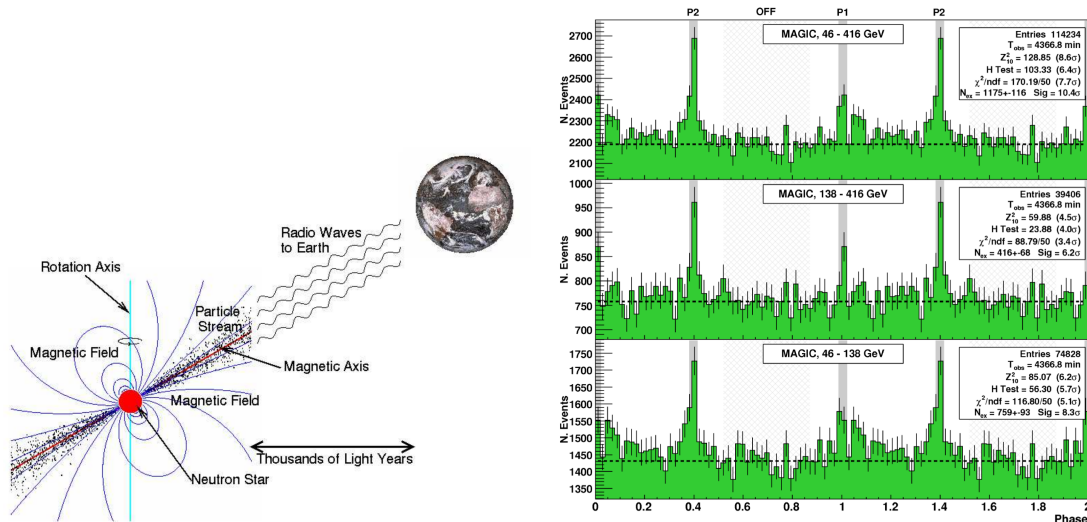 Radio Waves
to Earth
Rotation Axis
Particle
Stream
Magnetic Field
Magnetic Axis
Magnetic Field
Thousands of Light Years
Neutron Star
P2 OFF P1 P2
MAGIC, 46 - 416 GeV
Entries 114234
T_obs = 4366.8 min
Z²_10 = 128.85 (8.6σ)
H Test = 103.33 (6.4σ)
χ²/ndf = 170.19/50 (7.7σ)
N_ex = 1175+-116 Sig = 10.4σ
N. Events
2700
2600
2500
2400
2300
2200
2100
MAGIC, 138 - 416 GeV
Entries 39406
T_obs = 4366.8 min
Z²_10 = 59.88 (4.5σ)
H Test = 23.88 (4.0σ)
χ²/ndf = 88.79/50 (3.4σ)
N_ex = 416+-68 Sig = 6.2σ
N. Events
1000
950
900
850
800
750
700
MAGIC, 46 - 138 GeV
Entries 74828
T_obs = 4366.8 min
Z²_10 = 85.07 (6.2σ)
H Test = 56.30 (5.7σ)
χ²/ndf = 116.80/50 (5.1σ)
N_ex = 759+-93 Sig = 8.3σ
N. Events
1750
1700
1650
1600
1550
1500
1450
1400
1350
0 0.2 0.4 0.6 0.8 1 1.2 1.4 1.6 1.8
Phase